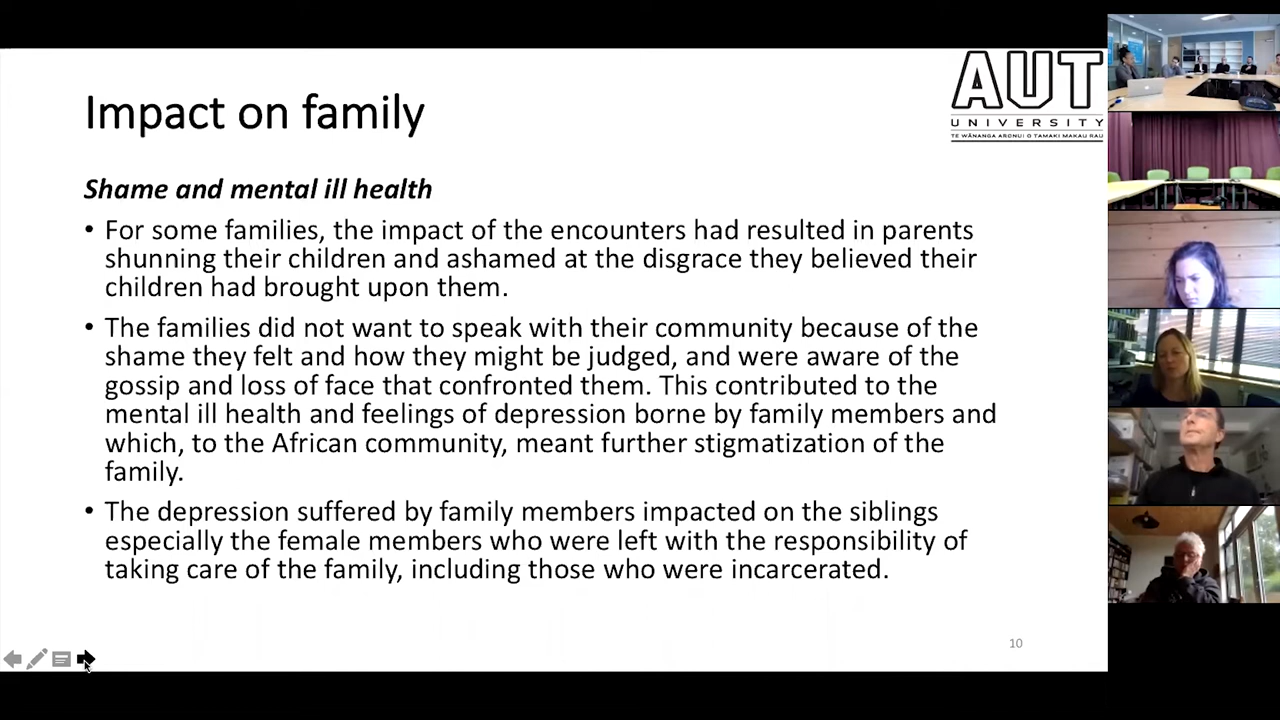 Impact on family
AUT
UNIVERSITY
TE WĀNANGA ARONUI O TAMAKI MAKAU RAU
Shame and mental ill health
• For some families, the impact of the encounters had resulted in parents
shunning their children and ashamed at the disgrace they believed their
children had brought upon them.
• The families did not want to speak with their community because of the
shame they felt and how they might be judged, and were aware of the
gossip and loss of face that confronted them. This contributed to the
mental ill health and feelings of depression borne by family members and
which, to the African community, meant further stigmatization of the
family.
• The depression suffered by family members impacted on the siblings
especially the female members who were left with the responsibility of
taking care of the family, including those who were incarcerated.
10